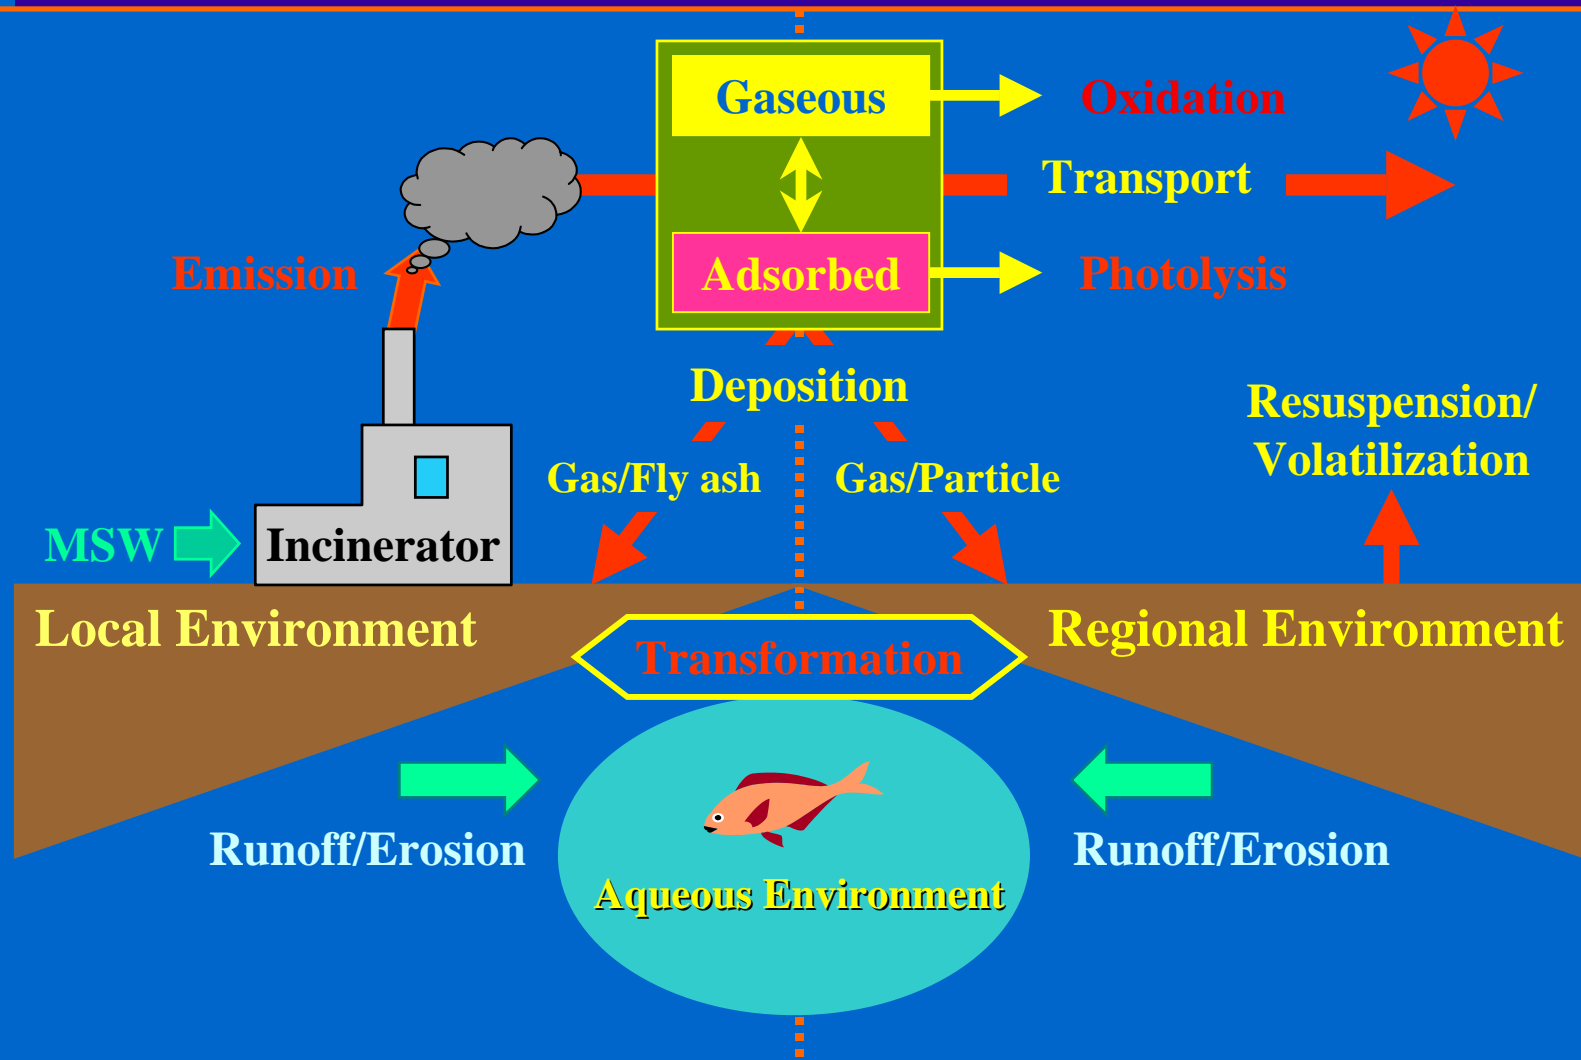 Gaseous
Oxidation
Transport
Emission
Adsorbed
Photolysis
Deposition
Resuspension/
Volatilization
Gas/Fly ash
Gas/Particle
MSW
Incinerator
Local Environment
Regional Environment
Transformation
Runoff/Erosion
Runoff/Erosion
Aqueous Environment